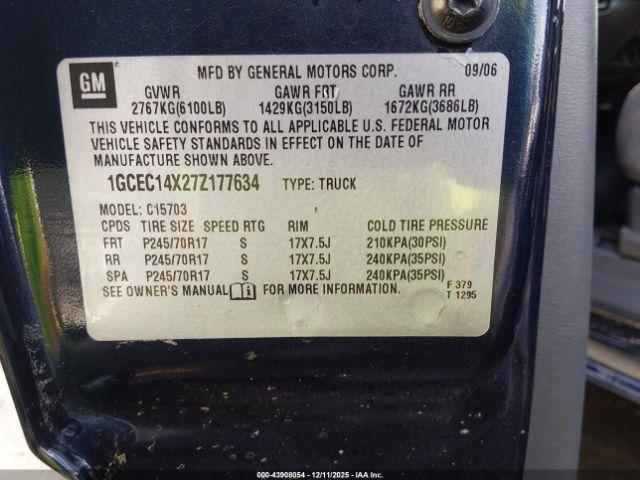 GM
MFD BY GENERAL MOTORS CORP. 09/06
GVWR GAWR FRT GAWR RR
2767KG(6100LB) 1429KG(3150LB) 1672KG(3686LB)
THIS VEHICLE CONFORMS TO ALL APPLICABLE U.S. FEDERAL MOTOR
VEHICLE SAFETY STANDARDS IN EFFECT ON THE DATE OF
MANUFACTURE SHOWN ABOVE.
1GCEC14X27Z177634 TYPE: TRUCK
MODEL: C15703
CPDS TIRE SIZE SPEED RTG RIM COLD TIRE PRESSURE
FRT P245/70R17 S 17X7.5J 210KPA(30PSI)
RR P245/70R17 S 17X7.5J 240KPA(35PSI)
SPA P245/70R17 S 17X7.5J 240KPA(35PSI)
SEE OWNER'S MANUAL FOR MORE INFORMATION. F 379
T 1295
000-43908054 - 12/11/2025 - IAAI.COM